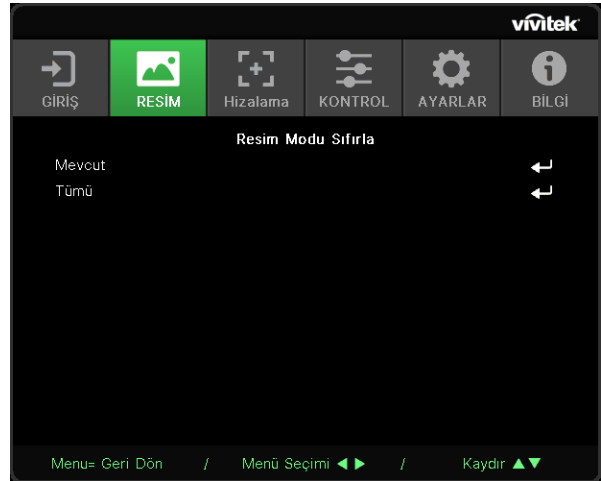 vivitek
GİRİŞ RESİM Hizalama KONTROL AYARLAR BİLGİ
Resim Modu Sıfırla
Mevcut
Tümü
Menu= Geri Dön / Menü Seçimi ◀ ▶ / Kaydır ▲▼